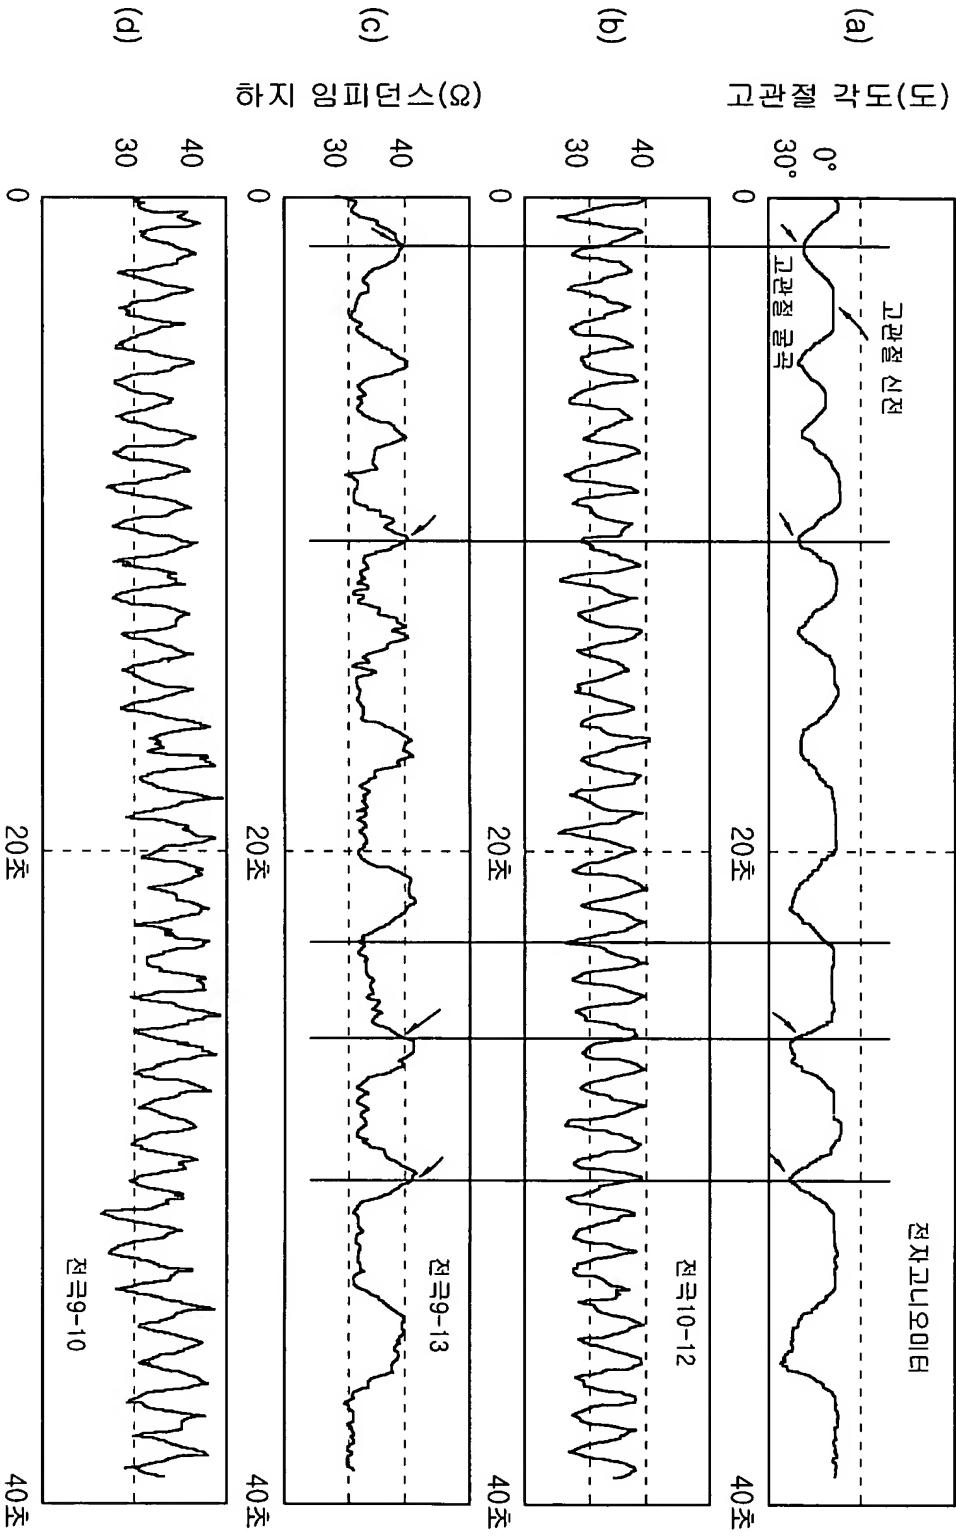 고관절 각도(도)
하지 임피던스(Ω)
(a)
0°
30°
고관절 신전
고관절 굴곡
전자고니오미터
0
20초
40초
(b)
40
30
전극10-12
0
20초
40초
(c)
40
30
전극9-13
0
20초
40초
(d)
40
30
전극9-10
0
20초
40초